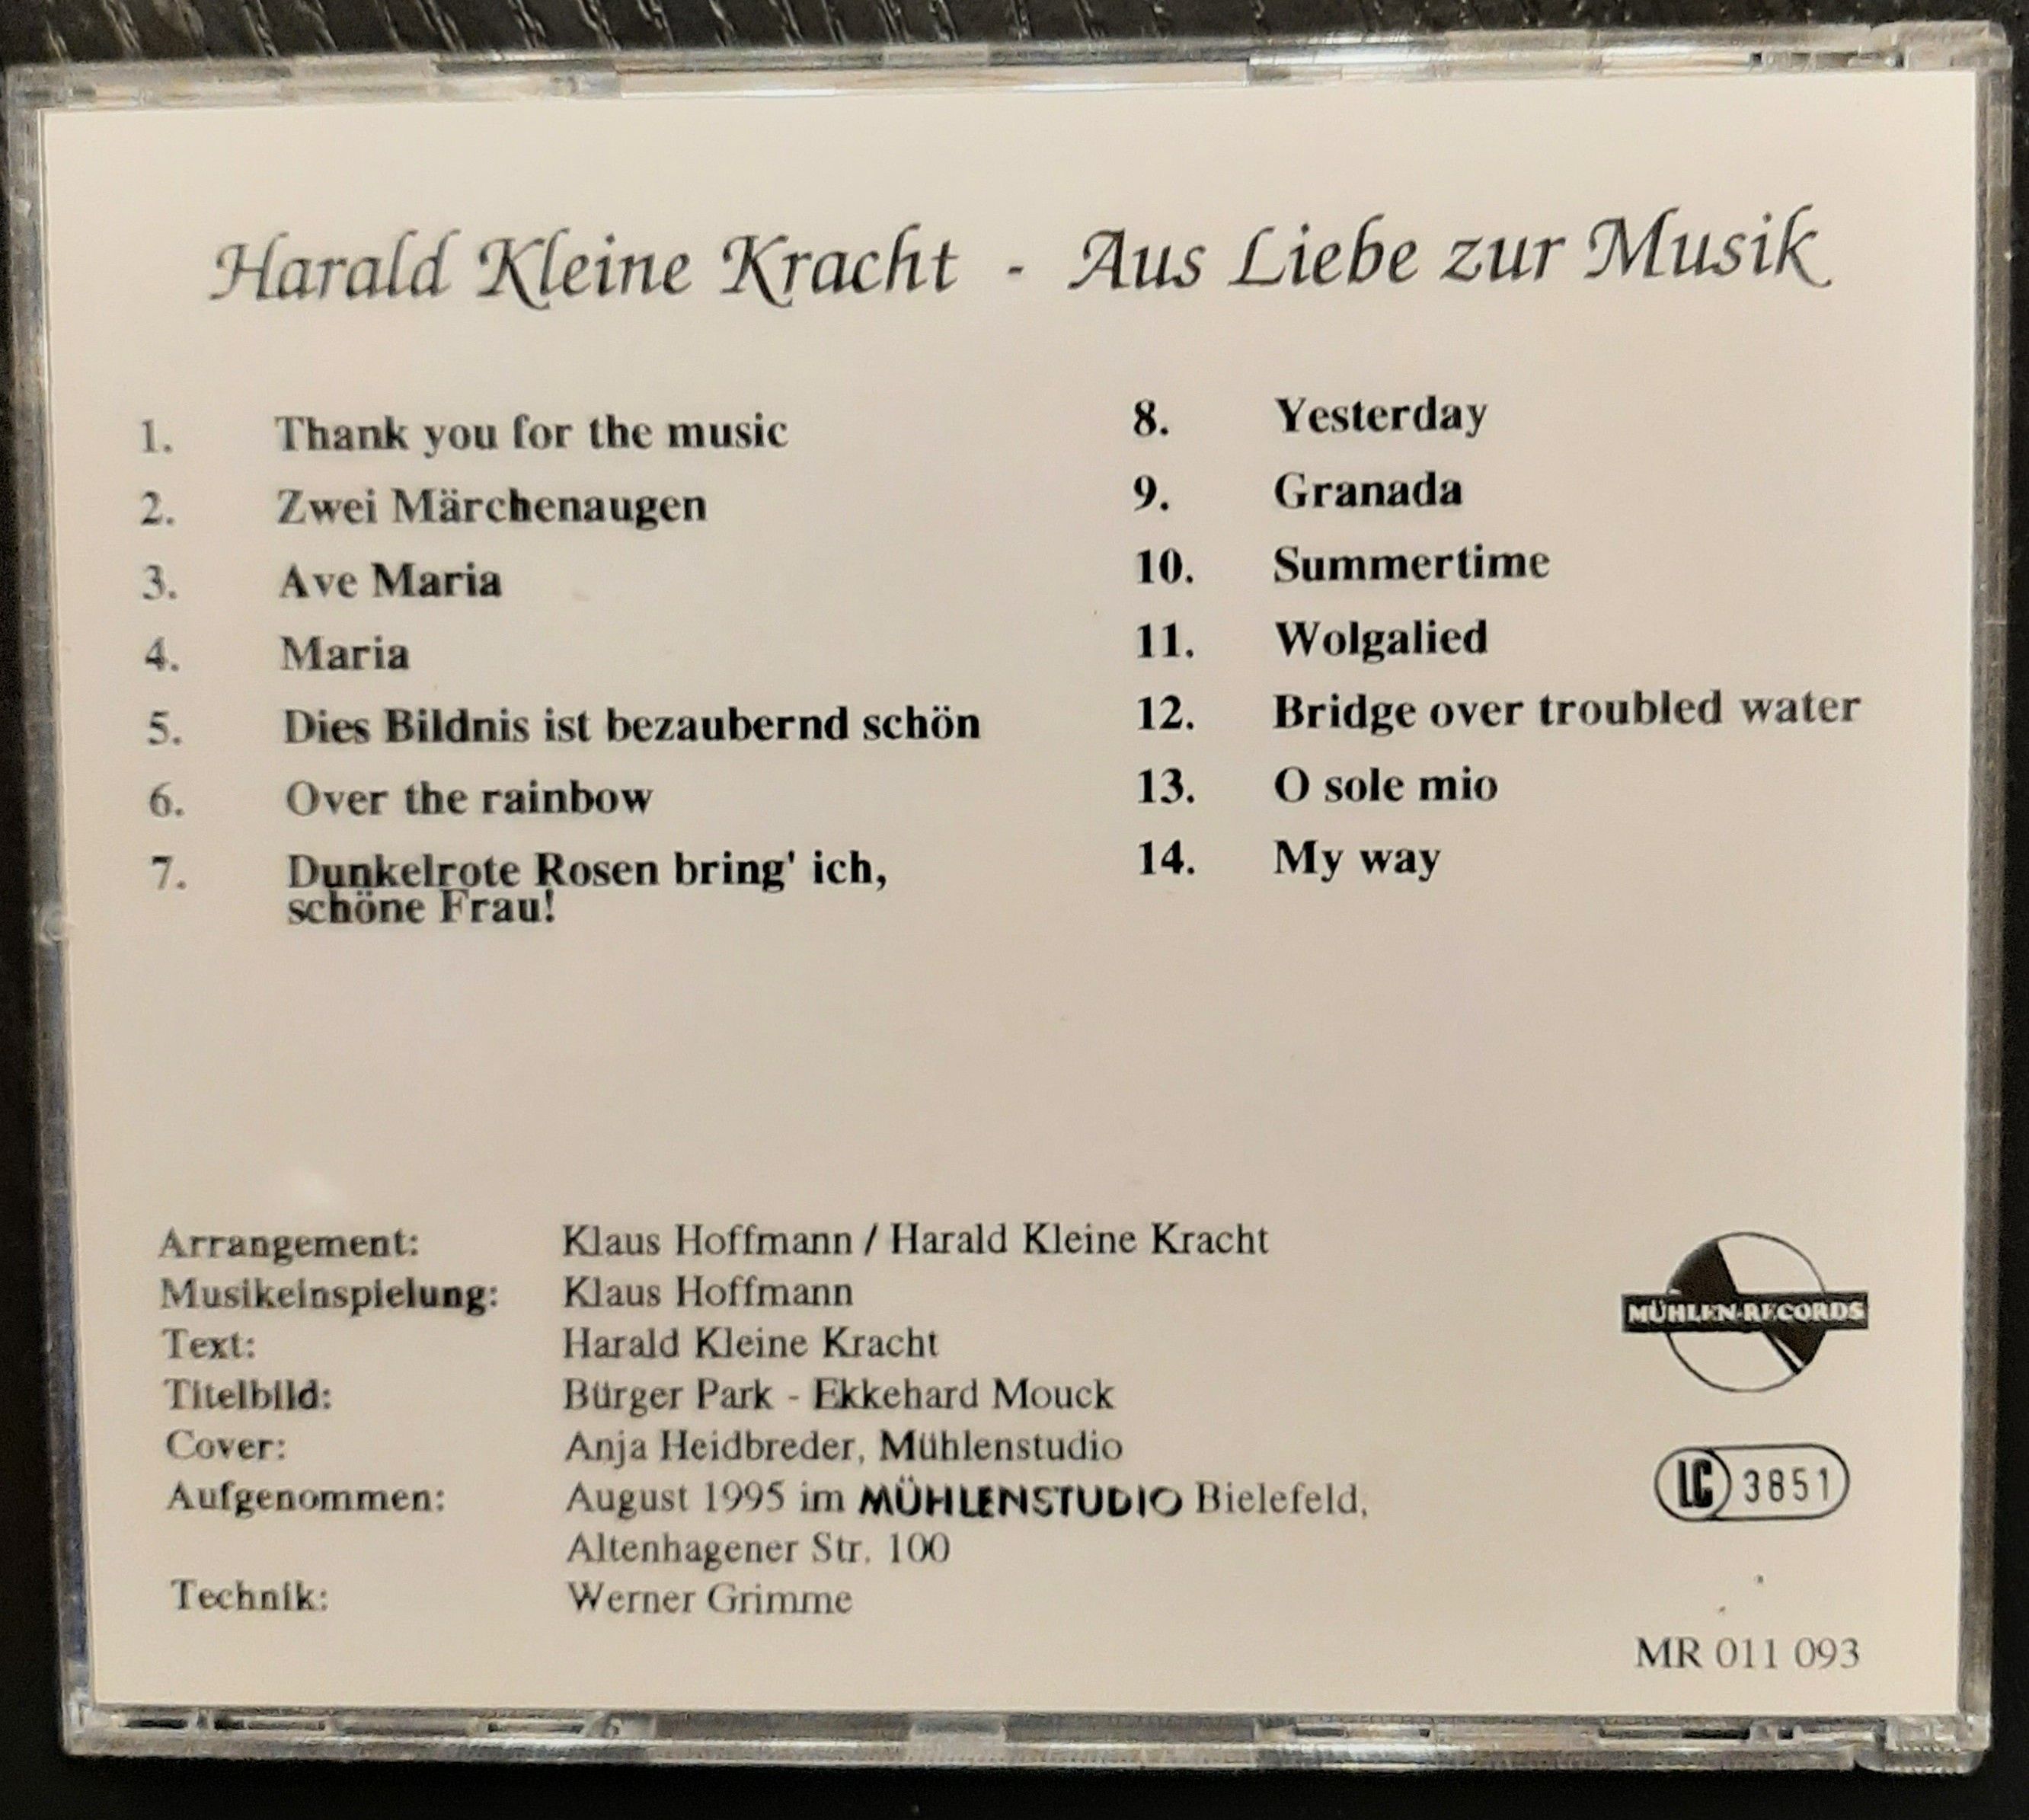 Harald Kleine Kracht - Aus Liebe zur Musik
1. Thank you for the music
2. Zwei Märchenaugen
3. Ave Maria
4. Maria
5. Dies Bildnis ist bezaubernd schön
6. Over the rainbow
7. Dunkelrote Rosen bring' ich,
schöne Frau!
8. Yesterday
9. Granada
10. Summertime
11. Wolgalied
12. Bridge over troubled water
13. O sole mio
14. My way
Arrangement: Klaus Hoffmann / Harald Kleine Kracht
Musikeinspielung: Klaus Hoffmann
Text: Harald Kleine Kracht
Titelbild: Bürger Park - Ekkehard Mouck
Cover: Anja Heidbreder, Mühlenstudio
Aufgenommen: August 1995 im MÜHLENSTUDIO Bielefeld,
Altenhagener Str. 100
Technik: Werner Grimme
MÜHLEN-RECORDS
LC 3851
MR 011 093